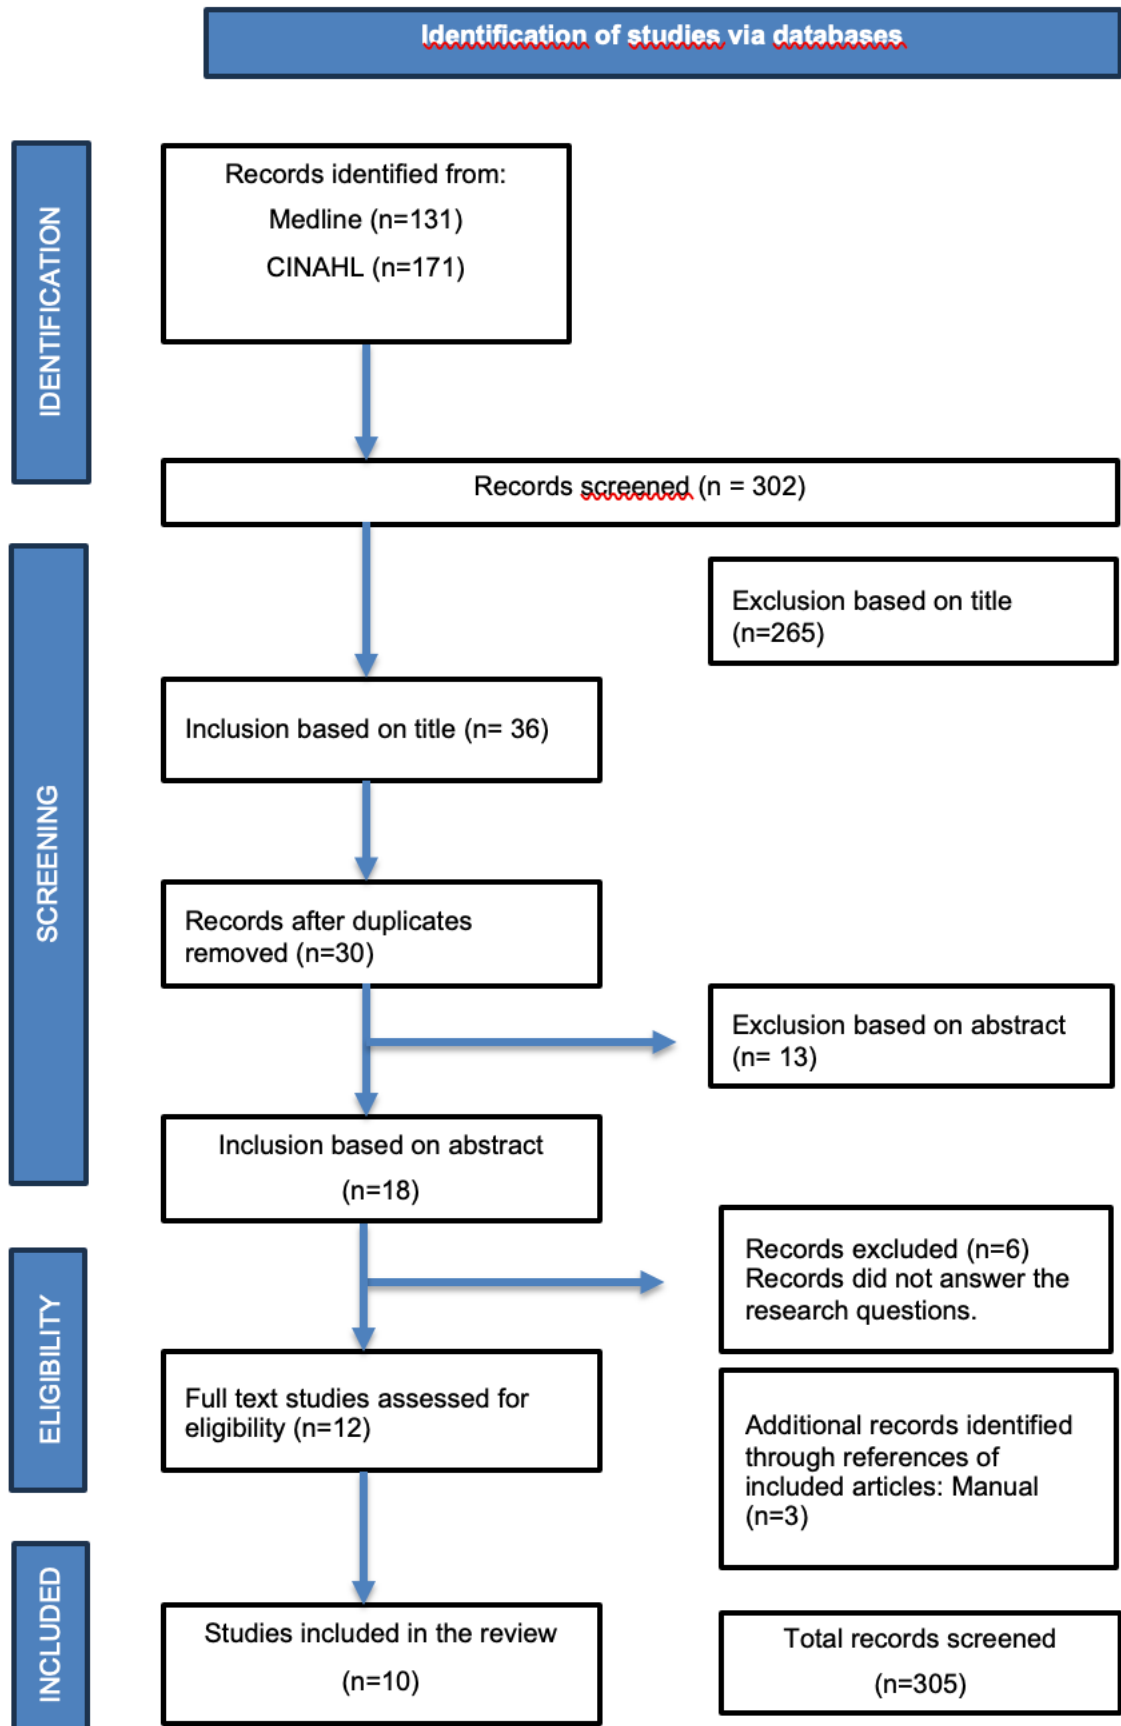 Identification of studies via databases
IDENTIFICATION
Records identified from:
Medline (n=131)
CINAHL (n=171)
Records screened (n = 302)
SCREENING
Exclusion based on title
(n=265)
Inclusion based on title (n= 36)
Records after duplicates
removed (n=30)
Exclusion based on abstract
(n= 13)
Inclusion based on abstract
(n=18)
ELIGIBILITY
Records excluded (n=6)
Records did not answer the
research questions.
Full text studies assessed for
eligibility (n=12)
Additional records identified
through references of
included articles: Manual
(n=3)
INCLUDED
Studies included in the review
(n=10)
Total records screened
(n=305)